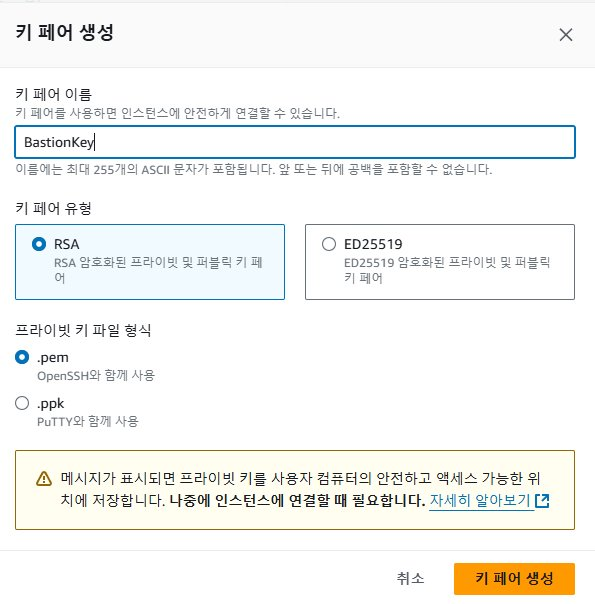 키 페어 생성
키 페어 이름
키 페어를 사용하면 인스턴스에 안전하게 연결할 수 있습니다.
BastionKey
이름에는 최대 255개의 ASCII 문자가 포함됩니다. 앞 또는 뒤에 공백을 포함할 수 없습니다.
키 페어 유형
RSA
RSA 암호화된 프라이빗 및 퍼블릭 키 페
어
ED25519
ED25519 암호화된 프라이빗 및 퍼블릭
키 페어
프라이빗 키 파일 형식
.pem
OpenSSH와 함께 사용
.ppk
PuTTY와 함께 사용
메시지가 표시되면 프라이빗 키를 사용자 컴퓨터의 안전하고 액세스 가능한 위
치에 저장합니다. 나중에 인스턴스에 연결할 때 필요합니다. 자세히 알아보기
취소
키 페어 생성